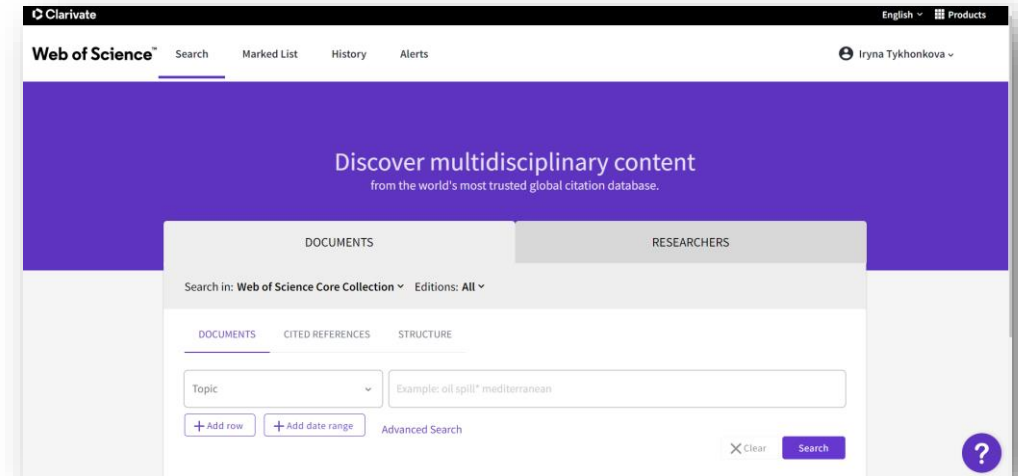 Clarivate English Products
Web of Science™ Search Marked List History Alerts Iryna Tykhonkova
Discover multidisciplinary content
from the world's most trusted global citation database.
DOCUMENTS RESEARCHERS
Search in: Web of Science Core Collection Editions: All
DOCUMENTS CITED REFERENCES STRUCTURE
Topic Example: oil spill* mediterranean
+ Add row + Add date range Advanced Search
X Clear Search ?